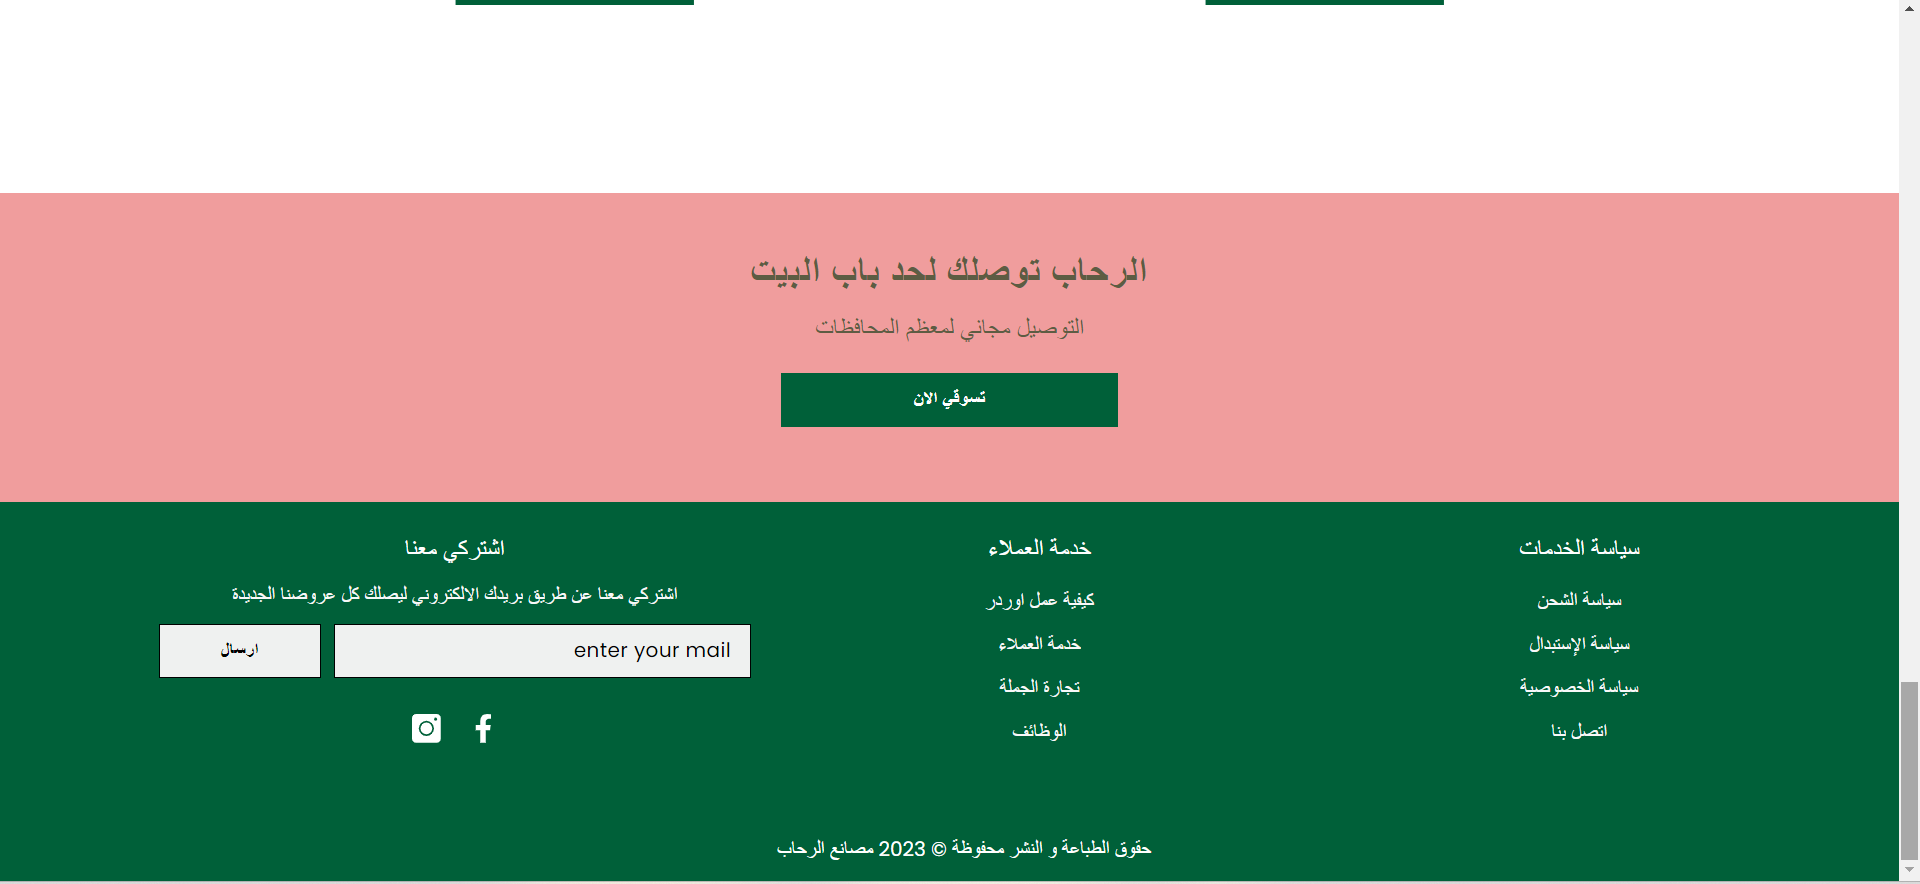 الرحاب توصلك لحد باب البيت
التوصيل مجاني لمعظم المحافظات
تسوقي الان
سياسة الخدمات
سياسة الشحن
سياسة الإستبدال
سياسة الخصوصية
اتصل بنا
خدمة العملاء
كيفية عمل اوردر
خدمة العملاء
تجارة الجملة
الوظائف
اشتركي معنا
اشتركي معنا عن طريق بريدك الالكتروني ليصلك كل عروضنا الجديدة
enter your mail
ارسال
حقوق الطباعة و النشر محفوظة © 2023 مصانع الرحاب